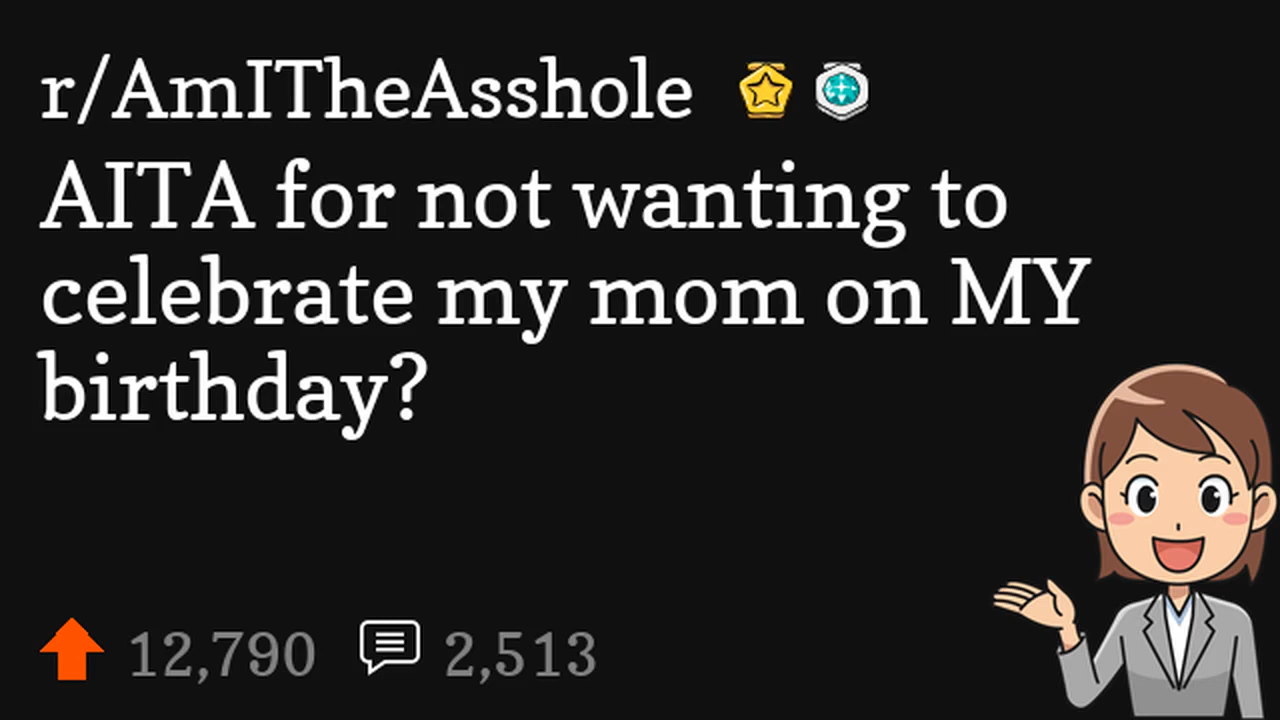 r/AmITheAsshole
AITA for not wanting to
celebrate my mom on MY
birthday?
12,790 2,513